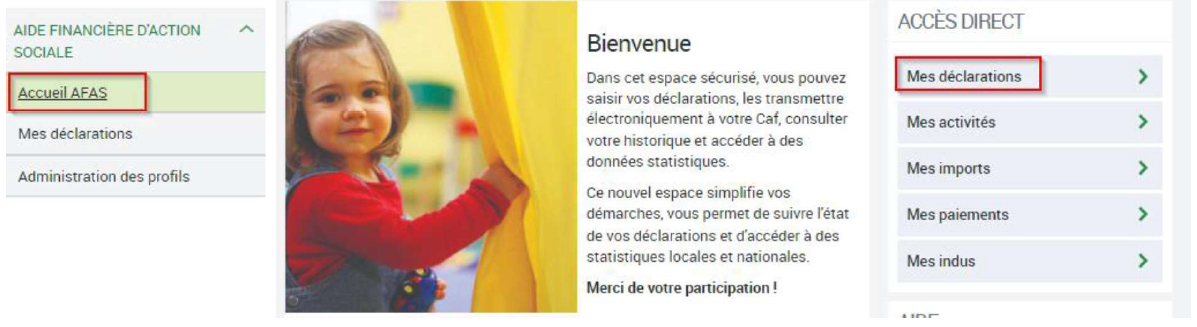 AIDE FINANCIÈRE D'ACTION
SOCIALE
Accueil AFAS
Mes déclarations
Administration des profils
Bienvenue
Dans cet espace sécurisé, vous pouvez
saisir vos déclarations, les transmettre
électroniquement à votre Caf, consulter
votre historique et accéder à des
données statistiques.
Ce nouvel espace simplifie vos
démarches, vous permet de suivre l'état
de vos déclarations et d'accéder à des
statistiques locales et nationales.
Merci de votre participation !
ACCÈS DIRECT
Mes déclarations
Mes activités
Mes imports
Mes paiements
Mes indus